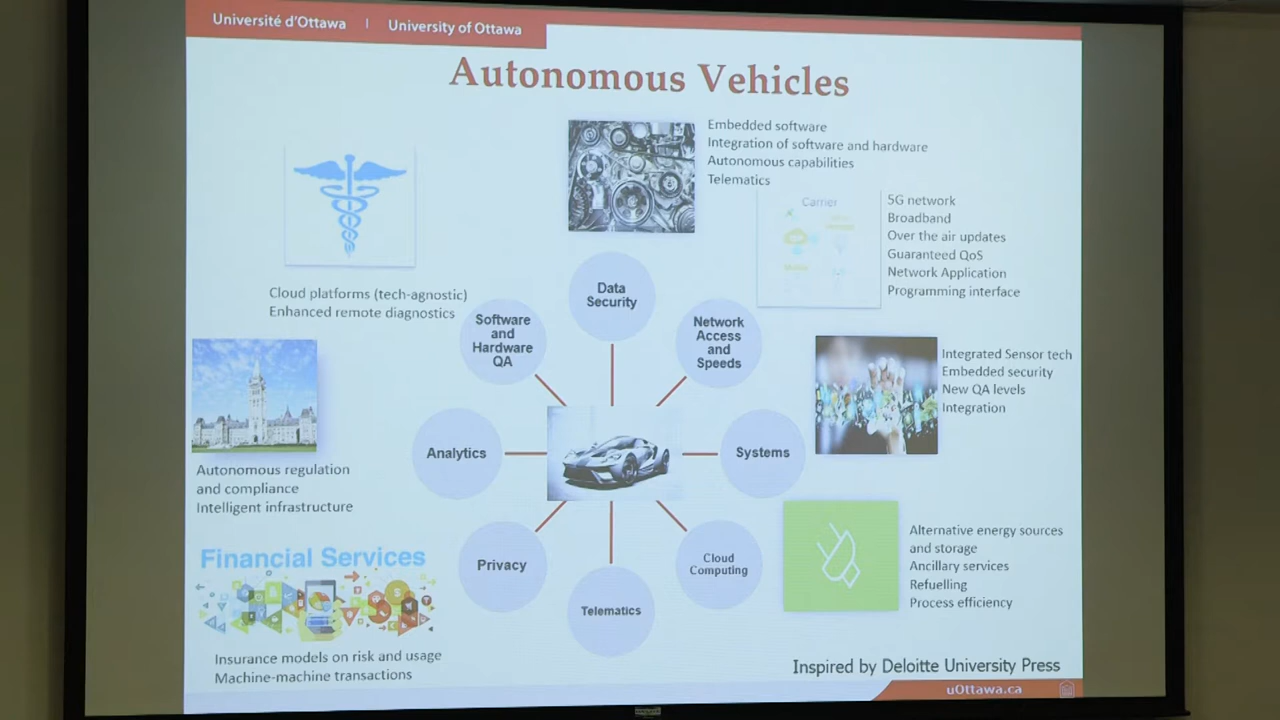 Université d'Ottawa | University of Ottawa
Autonomous Vehicles
Embedded software
Integration of software and hardware
Autonomous capabilities
Telematics
Carrier
5G network
Broadband
Over the air updates
Guaranteed QoS
Network Application
Programming interface
Cloud platforms (tech-agnostic)
Enhanced remote diagnostics
Data
Security
Software
and
Hardware
QA
Network
Access
and
Speeds
Integrated Sensor tech
Embedded security
New QA levels
Integration
Analytics
Systems
Autonomous regulation
and compliance
Intelligent infrastructure
Privacy
Cloud
Computing
Telematics
Alternative energy sources
and storage
Ancillary services
Refuelling
Process efficiency
Financial Services
Insurance models on risk and usage
Machine-machine transactions
Inspired by Deloitte University Press
uOttawa.ca